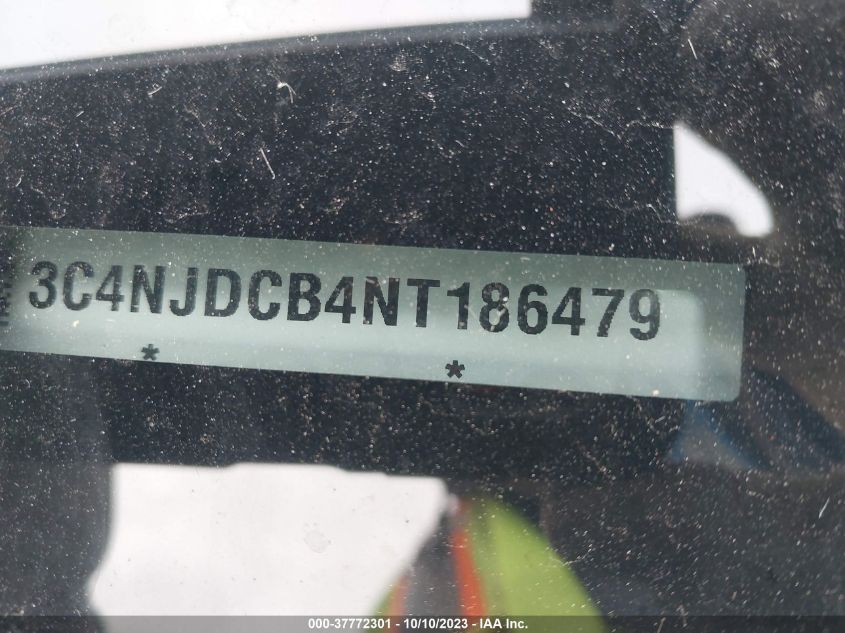 3C4NJDCB4NT186479
* *
000-37772301 - 10/10/2023 - IAA Inc.